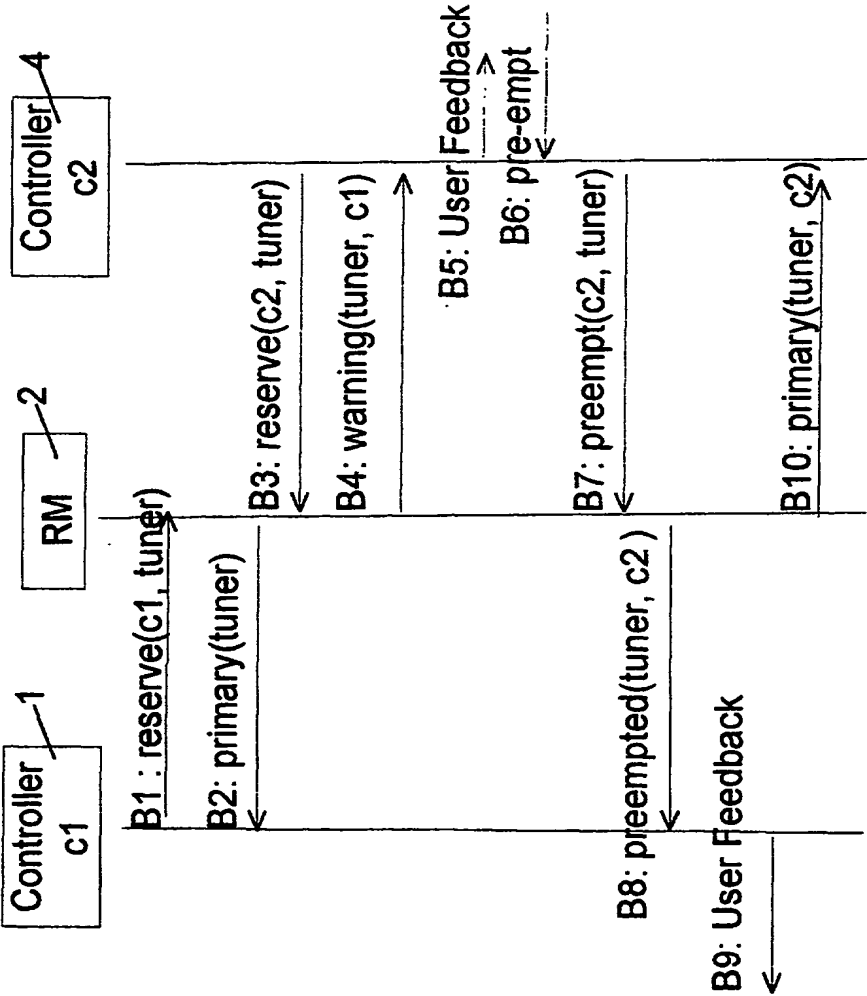 Controller
c1
1
RM
2
Controller
c2
4
B1 : reserve(c1, tuner)
B2: primary(tuner)
B3: reserve(c2, tuner)
B4: warning(tuner, c1)
B5: User Feedback
B6: pre-empt
B7: preempt(c2, tuner)
B8: preempted(tuner, c2 )
B9: User Feedback
B10: primary(tuner, c2)